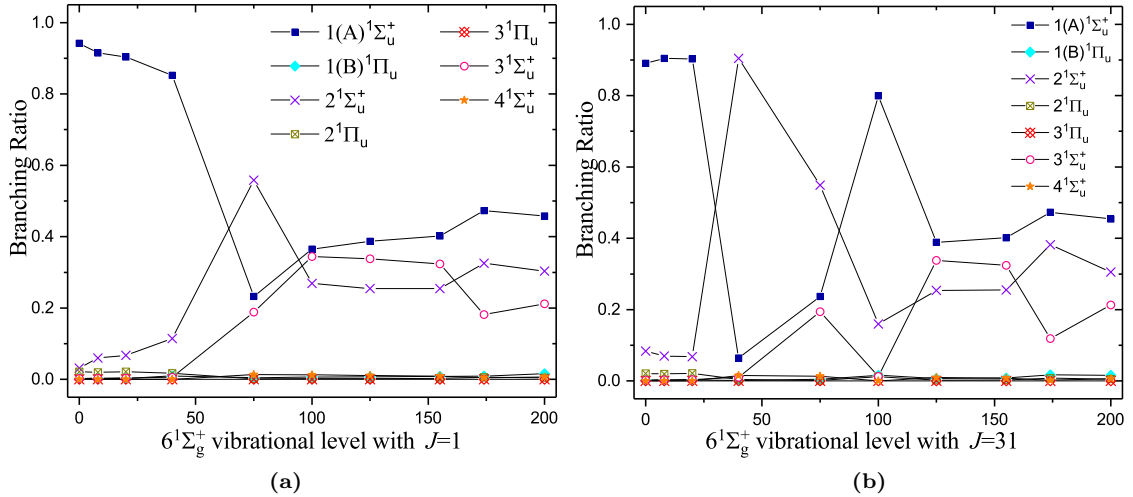 1.0
0.8
0.6
0.4
0.2
0.0
Branching Ratio
1(A)¹Σᵤ⁺
1(B)¹Πᵤ
2¹Σᵤ⁺
2¹Πᵤ
3¹Πᵤ
3¹Σᵤ⁺
4¹Σᵤ⁺
0 50 100 150 200
6¹Σg⁺ vibrational level with J=1
(a)
1.0
0.8
0.6
0.4
0.2
0.0
Branching Ratio
1(A)¹Σᵤ⁺
1(B)¹Πᵤ
2¹Σᵤ⁺
2¹Πᵤ
3¹Πᵤ
3¹Σᵤ⁺
4¹Σᵤ⁺
0 50 100 150 200
6¹Σg⁺ vibrational level with J=31
(b)